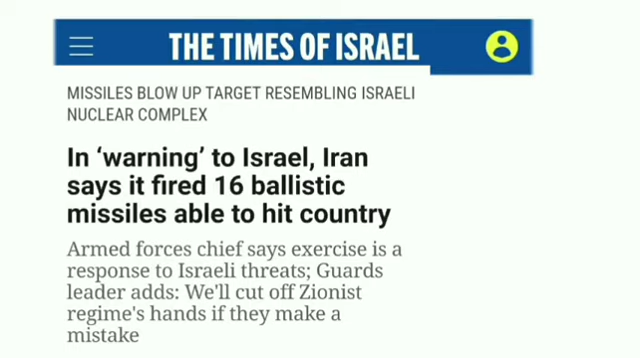 THE TIMES OF ISRAEL
MISSILES BLOW UP TARGET RESEMBLING ISRAELI
NUCLEAR COMPLEX
In ‘warning’ to Israel, Iran
says it fired 16 ballistic
missiles able to hit country
Armed forces chief says exercise is a
response to Israeli threats; Guards
leader adds: We'll cut off Zionist
regime's hands if they make a
mistake